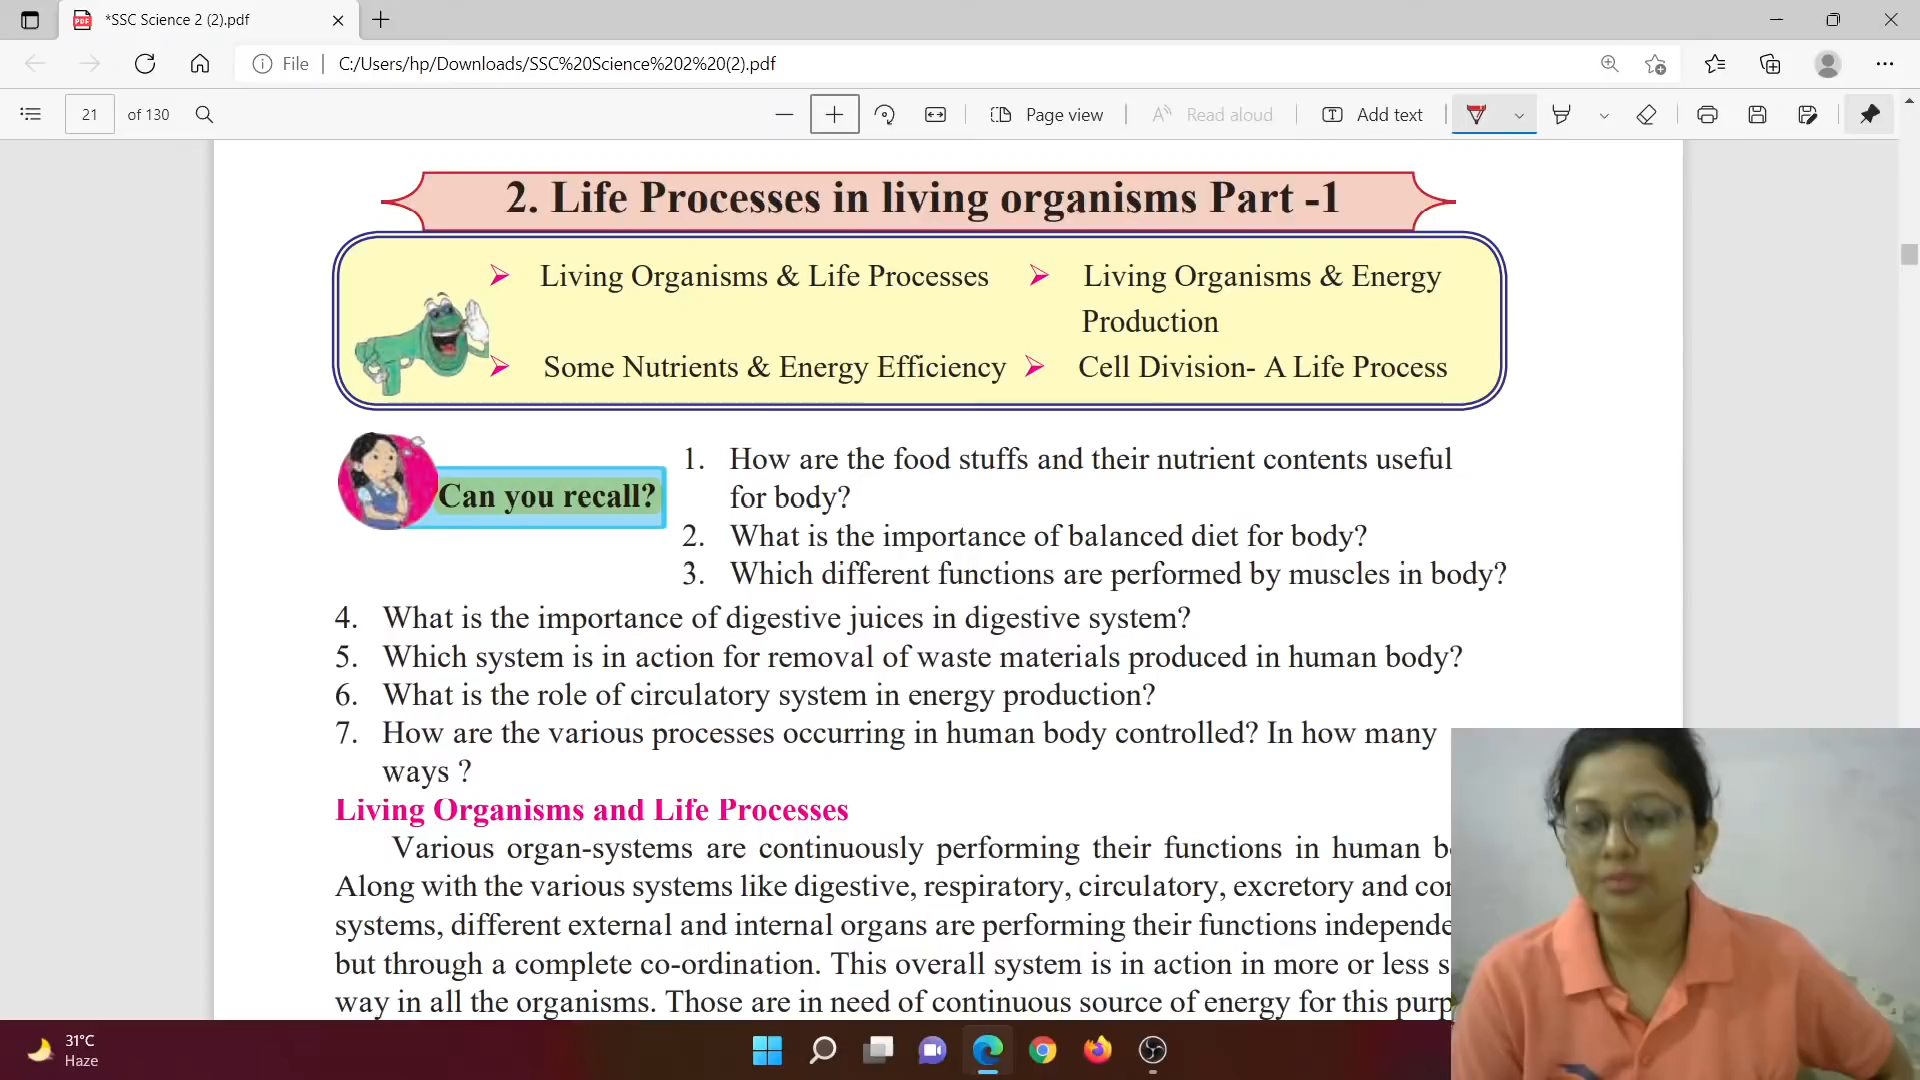 *SSC Science 2 (2).pdf
File
C:/Users/hp/Downloads/SSC%20Science%202%20(2).pdf
21 of 130
Page view
Read aloud
Add text
2. Life Processes in living organisms Part -1
Living Organisms & Life Processes
Living Organisms & Energy
Production
Some Nutrients & Energy Efficiency
Cell Division- A Life Process
Can you recall?
1. How are the food stuffs and their nutrient contents useful
for body?
2. What is the importance of balanced diet for body?
3. Which different functions are performed by muscles in body?
4. What is the importance of digestive juices in digestive system?
5. Which system is in action for removal of waste materials produced in human body?
6. What is the role of circulatory system in energy production?
7. How are the various processes occurring in human body controlled? In how many
ways ?
Living Organisms and Life Processes
Various organ-systems are continuously performing their functions in human
Along with the various systems like digestive, respiratory, circulatory, excretory and
systems, different external and internal organs are performing their functions
but through a complete co-ordination. This overall system is in action in more or less
way in all the organisms. Those are in need of continuous source of energy for this
31°C
Haze